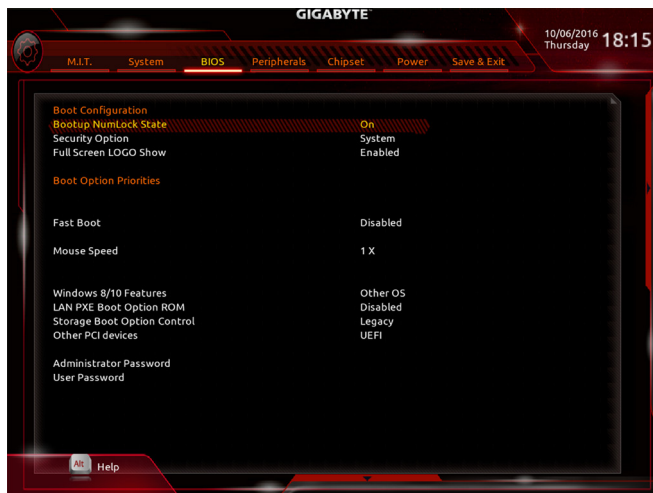 GIGABYTE™
10/06/2016 18:15
Thursday
M.I.T. System BIOS Peripherals Chipset Power Save & Exit
Boot Configuration
Bootup NumLock State On
Security Option System
Full Screen LOGO Show Enabled
Boot Option Priorities
Fast Boot Disabled
Mouse Speed 1 X
Windows 8/10 Features Other OS
LAN PXE Boot Option ROM Disabled
Storage Boot Option Control Legacy
Other PCI devices UEFI
Administrator Password
User Password
Alt Help